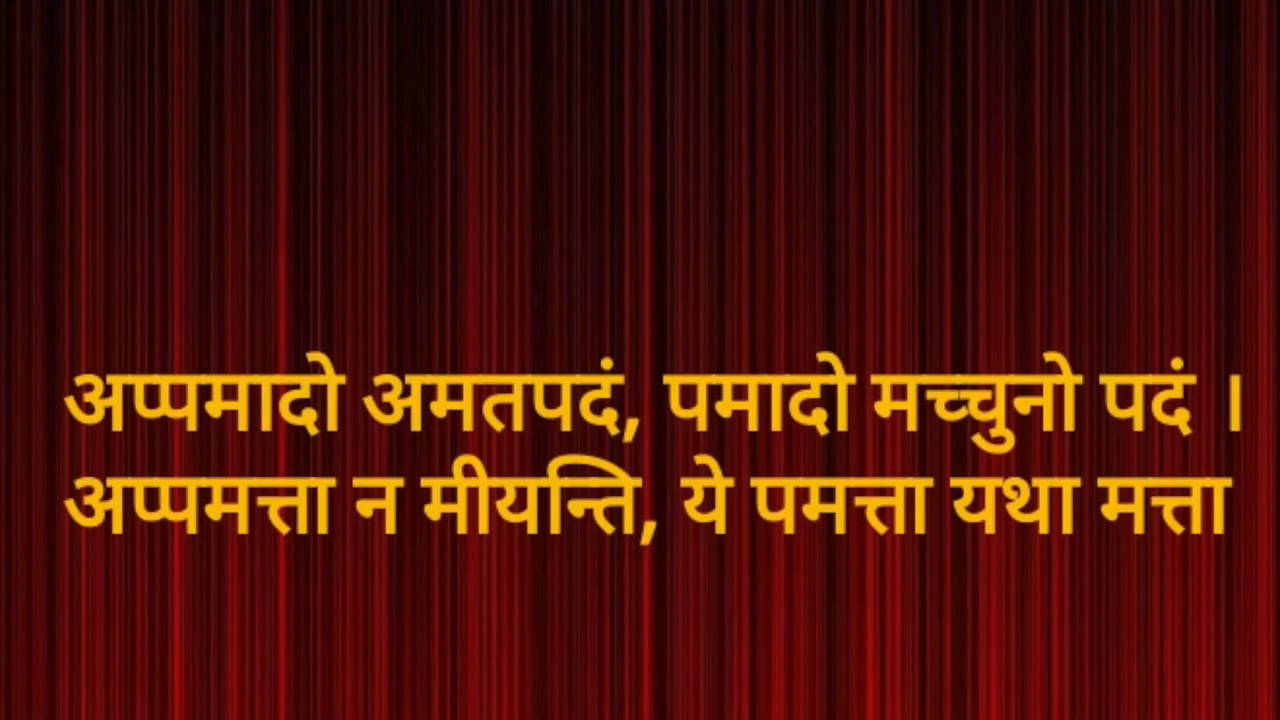 अप्पमादो अमतपदं, पमादो मच्चुनो पदं ।
अप्पमत्ता न मीयन्ति, ये पमत्ता यथा मत्ता